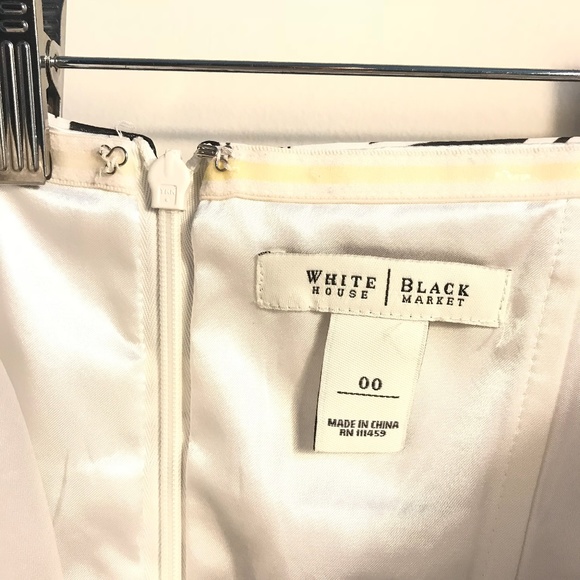 WHITE | BLACK
HOUSE | MARKET
00
MADE IN CHINA
RN 111459